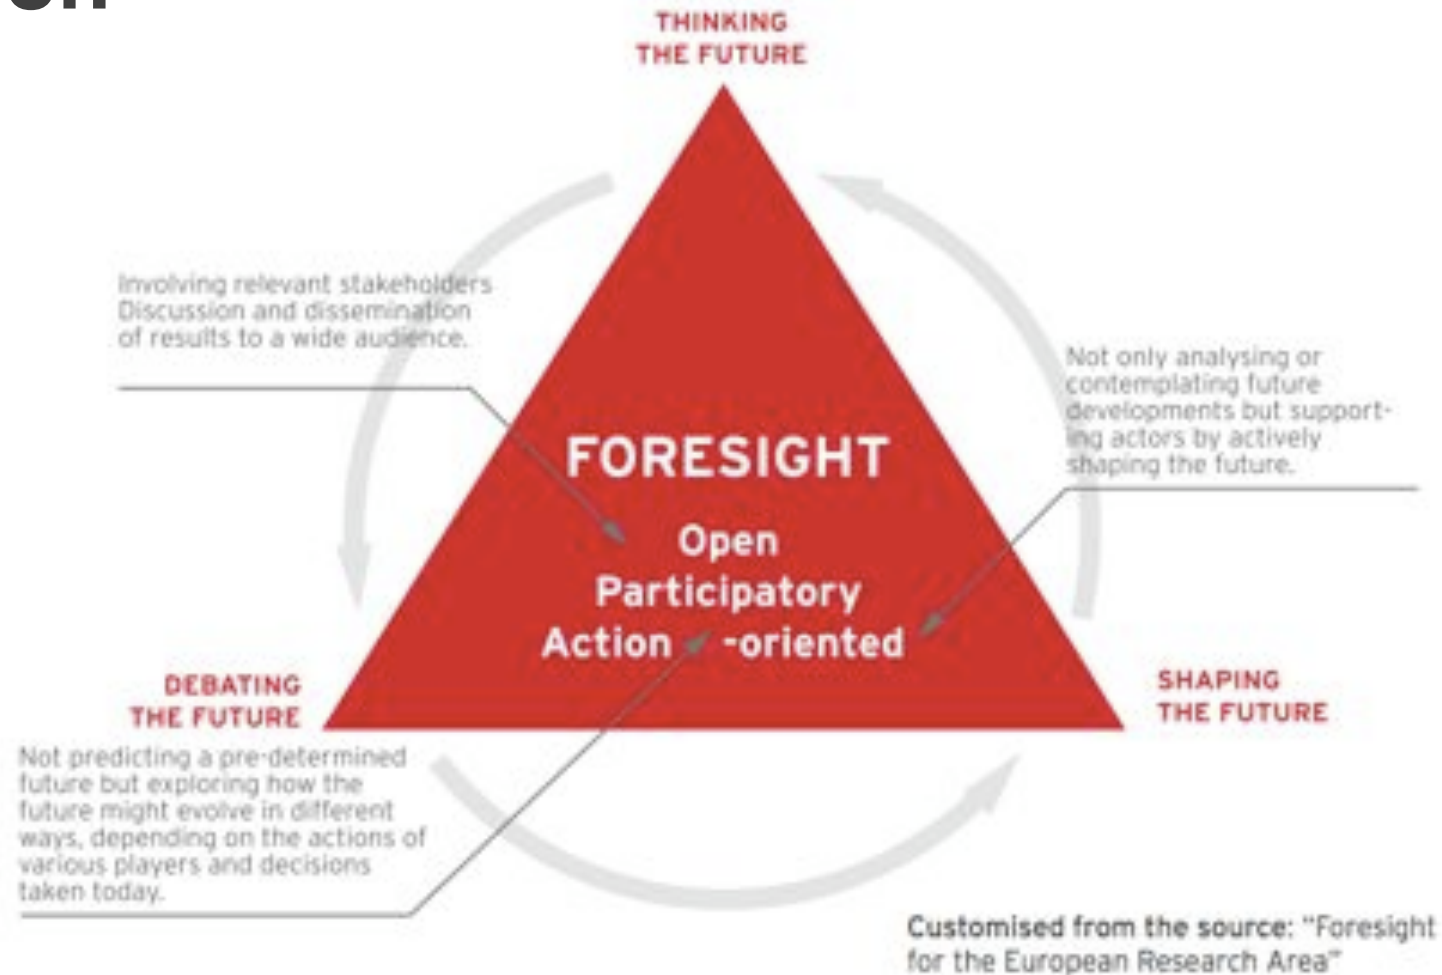 THINKING
THE FUTURE
Involving relevant stakeholders
Discussion and dissemination
of results to a wide audience.
Not only analysing or
contemplating future
developments but support-
ing actors by actively
shaping the future.
FORESIGHT
Open
Participatory
Action -oriented
DEBATING
THE FUTURE
SHAPING
THE FUTURE
Not predicting a pre-determined
future but exploring how the
future might evolve in different
ways, depending on the actions of
various players and decisions
taken today.
Customised from the source: "Foresight
for the European Research Area"